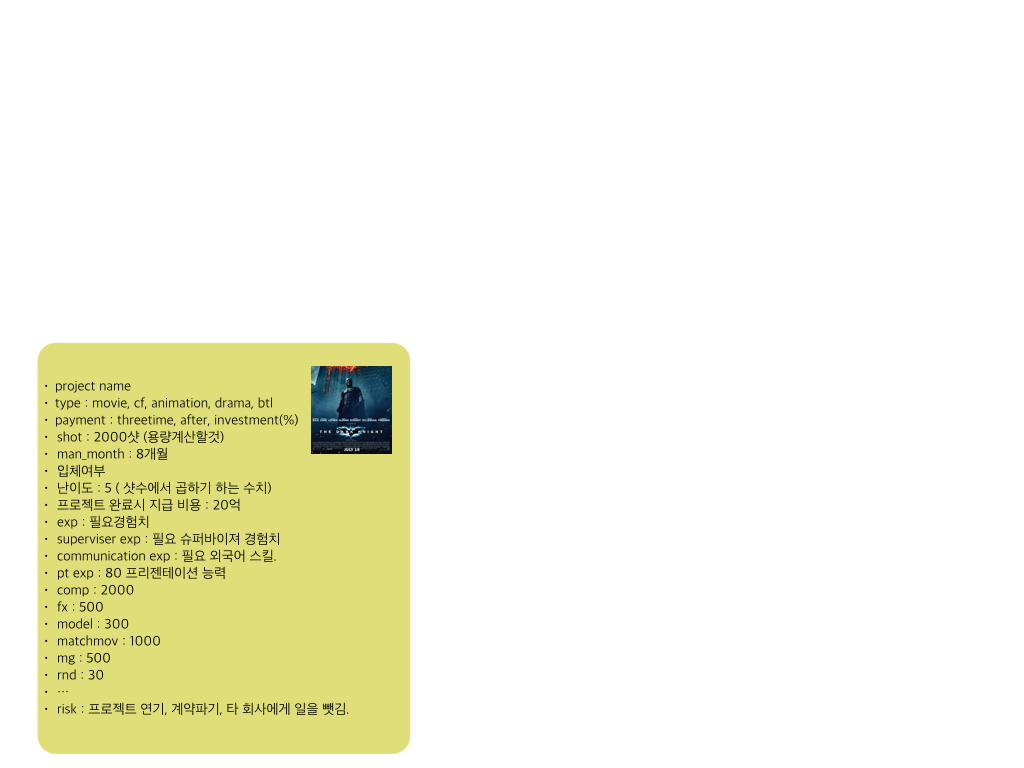 • project name
• type : movie, cf, animation, drama, btl
• payment : threetime, after, investment(%)
• shot : 2000샷 (용량계산할것)
• man_month : 8개월
• 입체여부
• 난이도 : 5 ( 샷수에서 곱하기 하는 수치)
• 프로젝트 완료시 지급 비용 : 20억
• exp : 필요경험치
• superviser exp : 필요 슈퍼바이져 경험치
• communication exp : 필요 외국어 스킬.
• pt exp : 80 프리젠테이션 능력
• comp : 2000
• fx : 500
• model : 300
• matchmov : 1000
• mg : 500
• rnd : 30
• …
• risk : 프로젝트 연기, 계약파기, 타 회사에게 일을 뺏김.
THE DARK KNIGHT
JULY 18